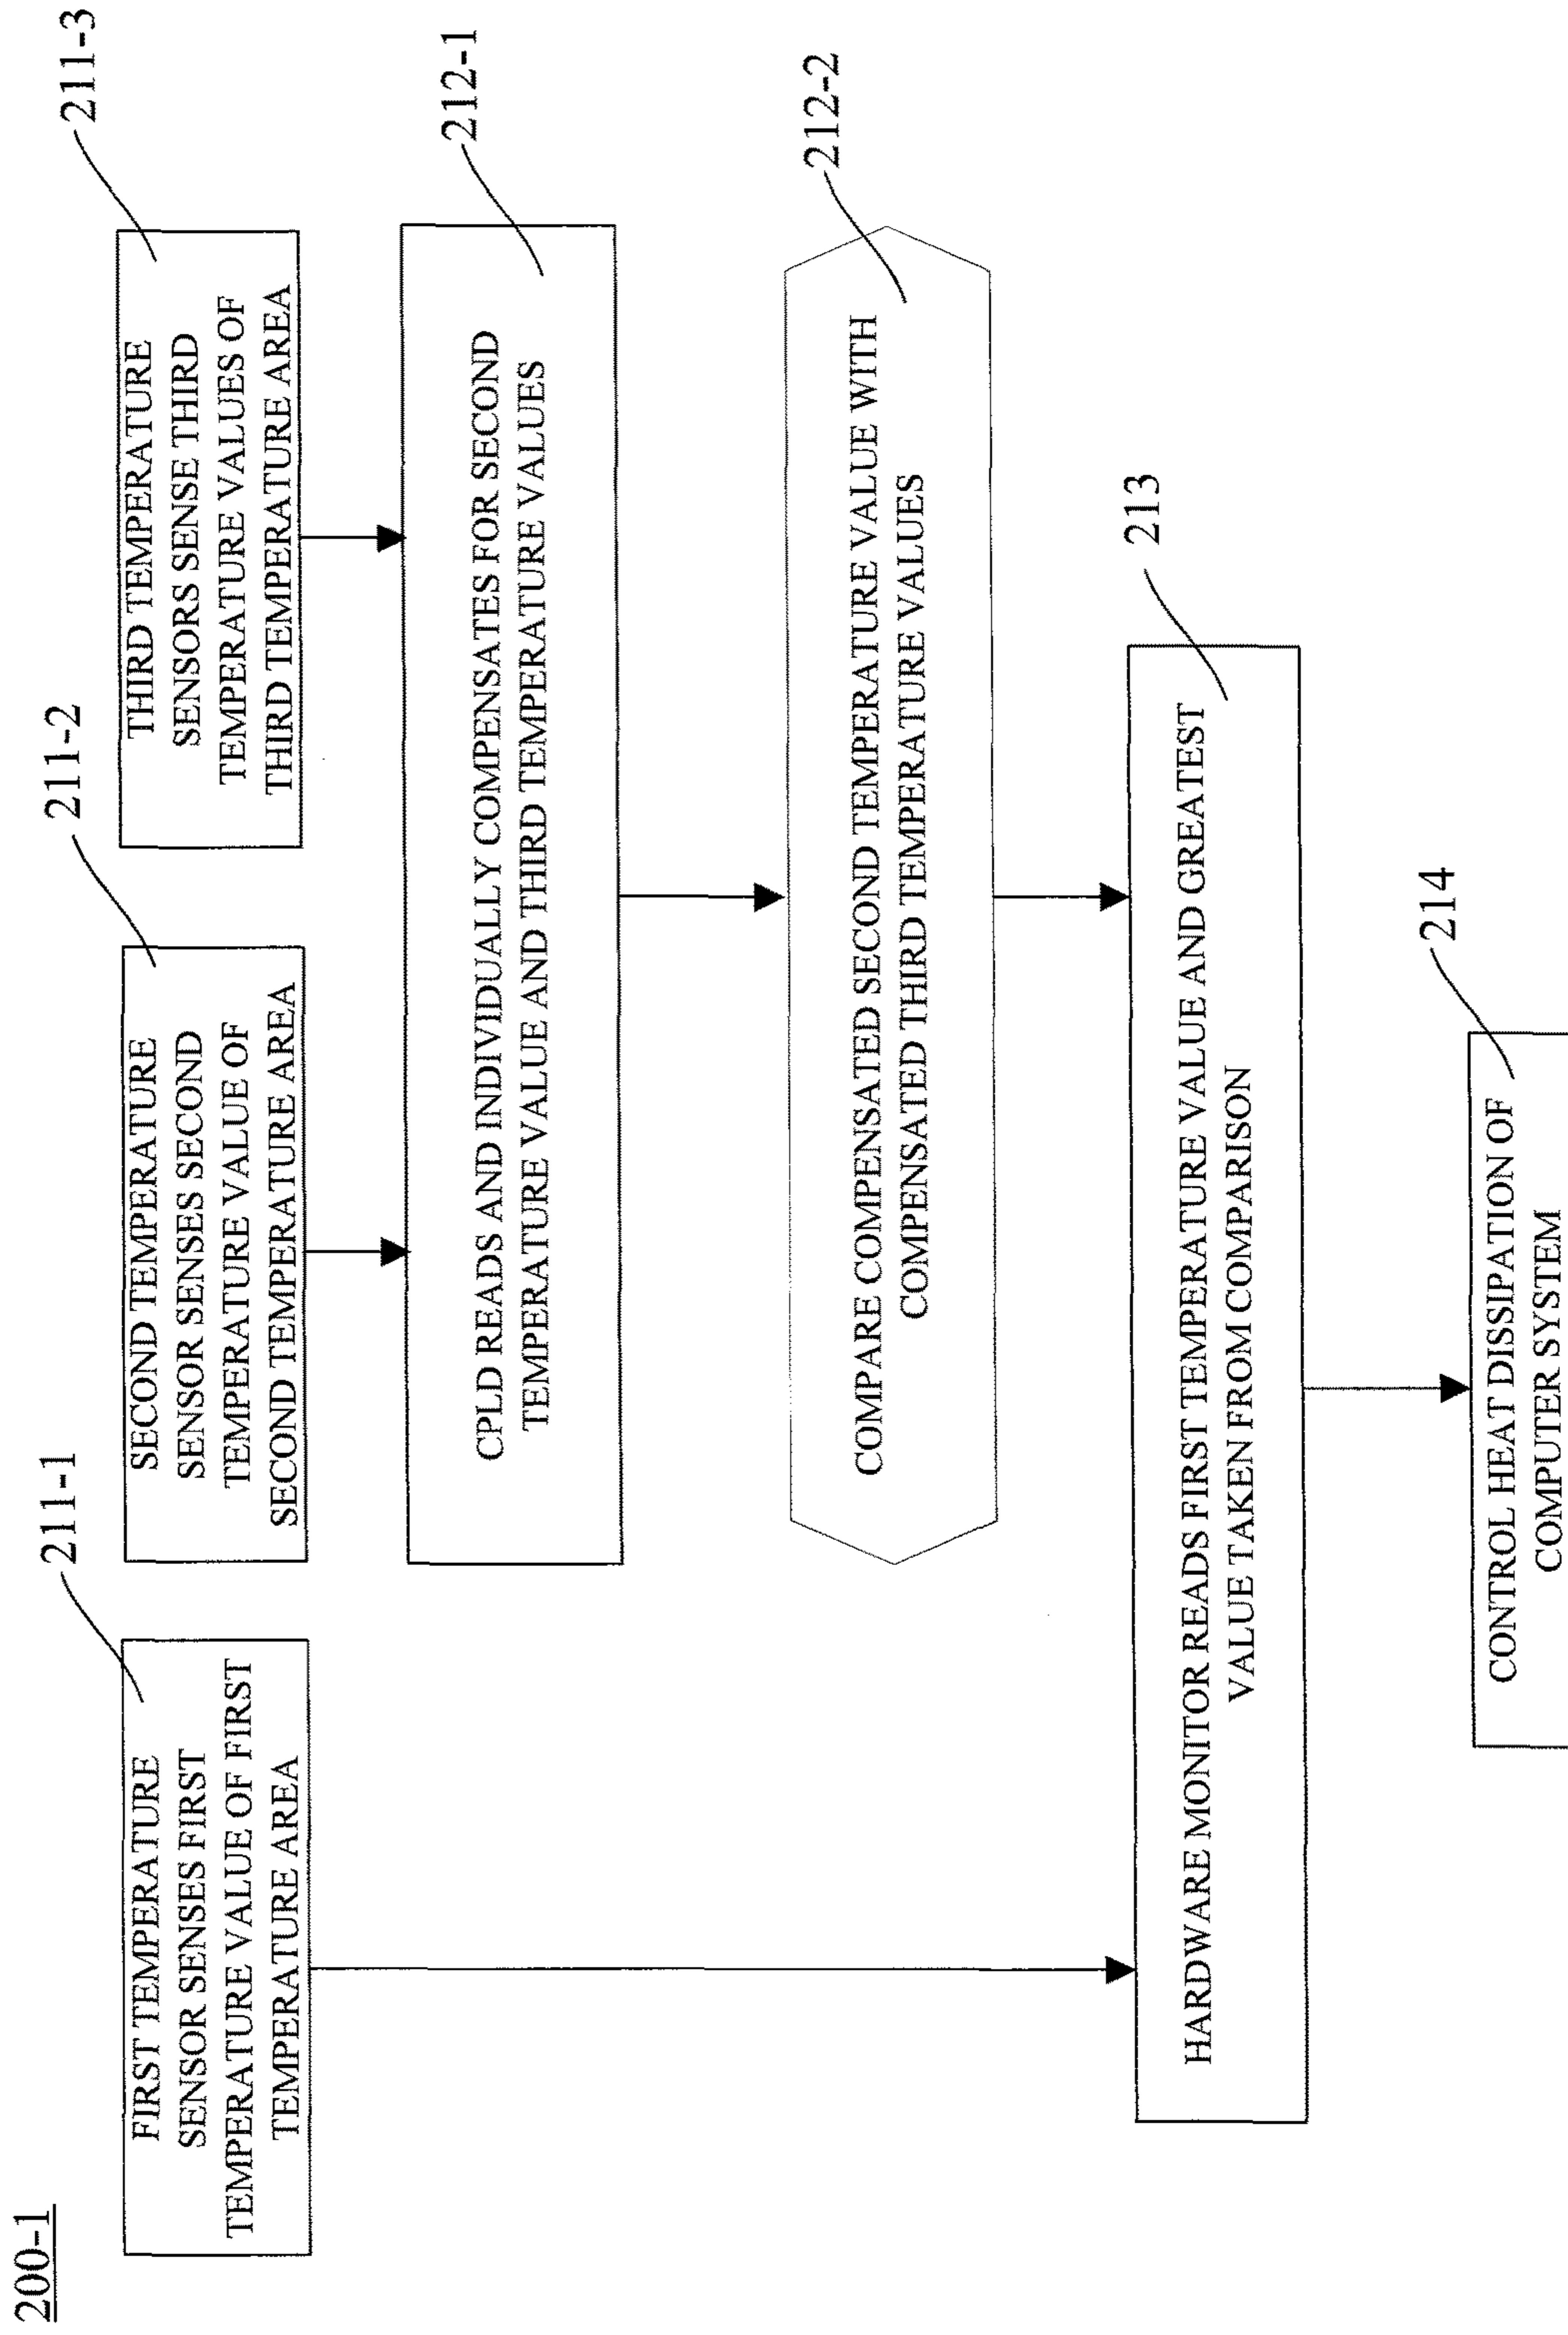 200-1
211-1
FIRST TEMPERATURE
SENSOR SENSES FIRST
TEMPERATURE VALUE OF FIRST
TEMPERATURE AREA
211-2
SECOND TEMPERATURE
SENSOR SENSES SECOND
TEMPERATURE VALUE OF
SECOND TEMPERATURE AREA
211-3
THIRD TEMPERATURE
SENSORS SENSE THIRD
TEMPERATURE VALUES OF
THIRD TEMPERATURE AREA
212-1
CPLD READS AND INDIVIDUALLY COMPENSATES FOR SECOND
TEMPERATURE VALUE AND THIRD TEMPERATURE VALUES
212-2
COMPARE COMPENSATED SECOND TEMPERATURE VALUE WITH
COMPENSATED THIRD TEMPERATURE VALUES
213
HARDWARE MONITOR READS FIRST TEMPERATURE VALUE AND GREATEST
VALUE TAKEN FROM COMPARISON
214
CONTROL HEAT DISSIPATION OF
COMPUTER SYSTEM